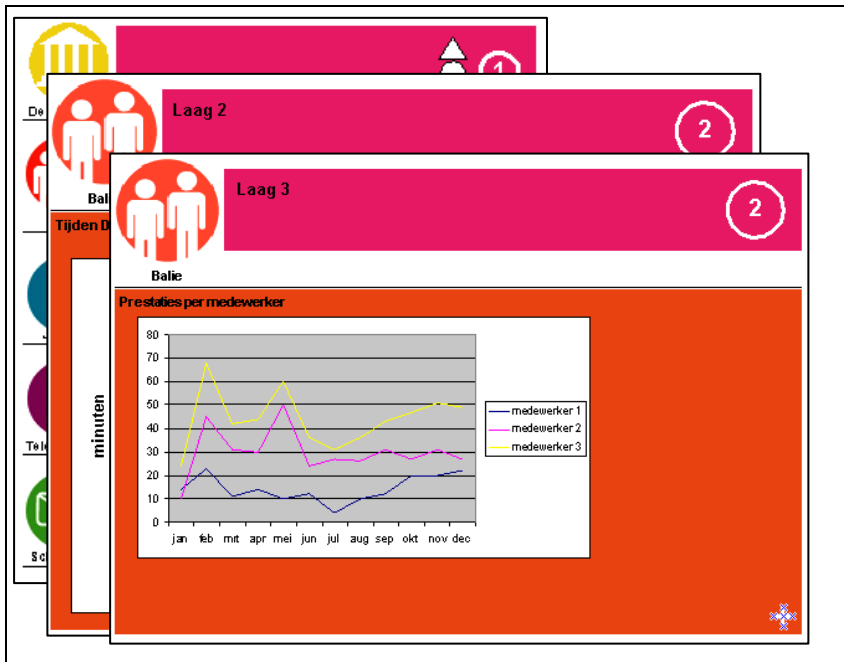 1
De
Laag 2
2
Bal
Tijden D
minuten
Tele
Sc
Laag 3
2
Balie
Prestaties per medewerker
80
70
60
50
40
30
20
10
0
jan feb mrt apr mei jun jul aug sep okt nov dec
medewerker 1
medewerker 2
medewerker 3